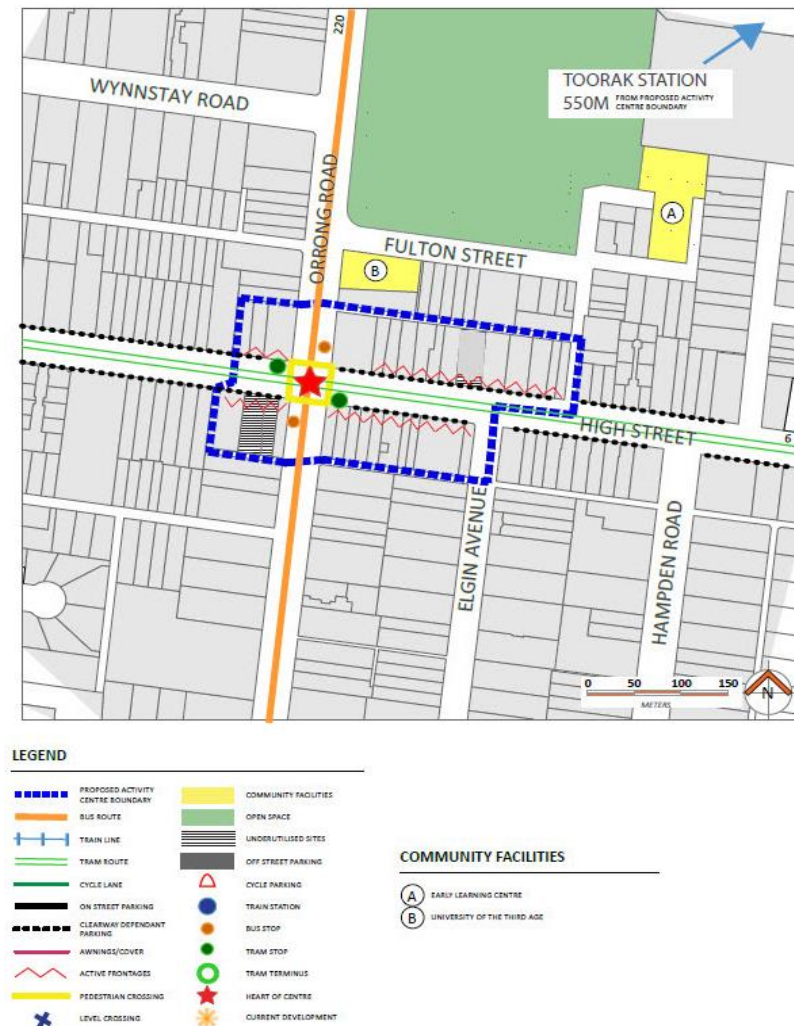 220
WYNNSTAY ROAD
TOORAK STATION
550M FROM PROPOSED ACTIVITY
CENTRE BOUNDARY
ORRONG ROAD
A
FULTON STREET
B
HIGH STREET
6
ELGIN AVENUE
HAMPDEN ROAD
0 50 100 150
METERS
N
LEGEND
PROPOSED ACTIVITY
CENTRE BOUNDARY
BUS ROUTE
TRAIN LINE
TRAM ROUTE
CYCLE LANE
ON STREET PARKING
CLEARWAY DEPENDANT
PARKING
AWNINGS/COVER
ACTIVE FRONTAGES
PEDESTRIAN CROSSING
LEVEL CROSSING
COMMUNITY FACILITIES
OPEN SPACE
UNDERUTILISED SITES
OFF STREET PARKING
CYCLE PARKING
TRAIN STATION
BUS STOP
TRAM STOP
TRAM TERMINUS
HEART OF CENTRE
CURRENT DEVELOPMENT
COMMUNITY FACILITIES
A EARLY LEARNING CENTRE
B UNIVERSITY OF THE THIRD AGE